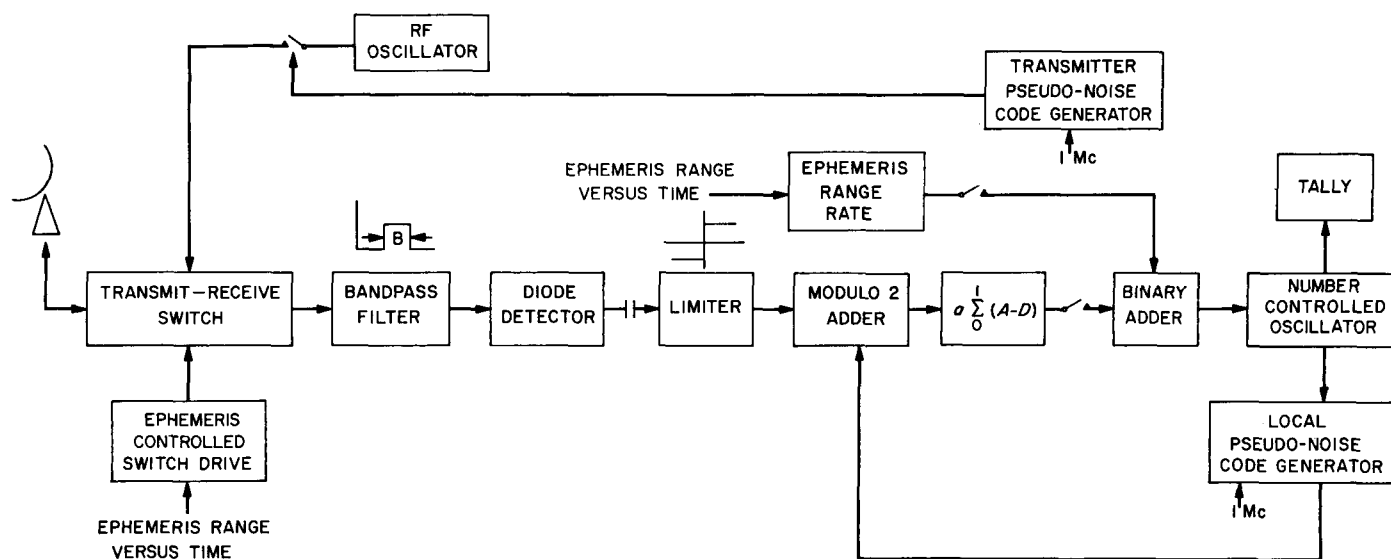 RF
OSCILLATOR
TRANSMITTER
PSEUDO-NOISE
CODE GENERATOR
1 Mc
EPHEMERIS RANGE
VERSUS TIME
EPHEMERIS
RANGE
RATE
TALLY
B
TRANSMIT-RECEIVE
SWITCH
BANDPASS
FILTER
DIODE
DETECTOR
LIMITER
MODULO 2
ADDER
a 1∑0 (A-D)
BINARY
ADDER
NUMBER
CONTROLLED
OSCILLATOR
EPHEMERIS
CONTROLLED
SWITCH DRIVE
LOCAL
PSEUDO-NOISE
CODE GENERATOR
1 Mc
EPHEMERIS RANGE
VERSUS TIME